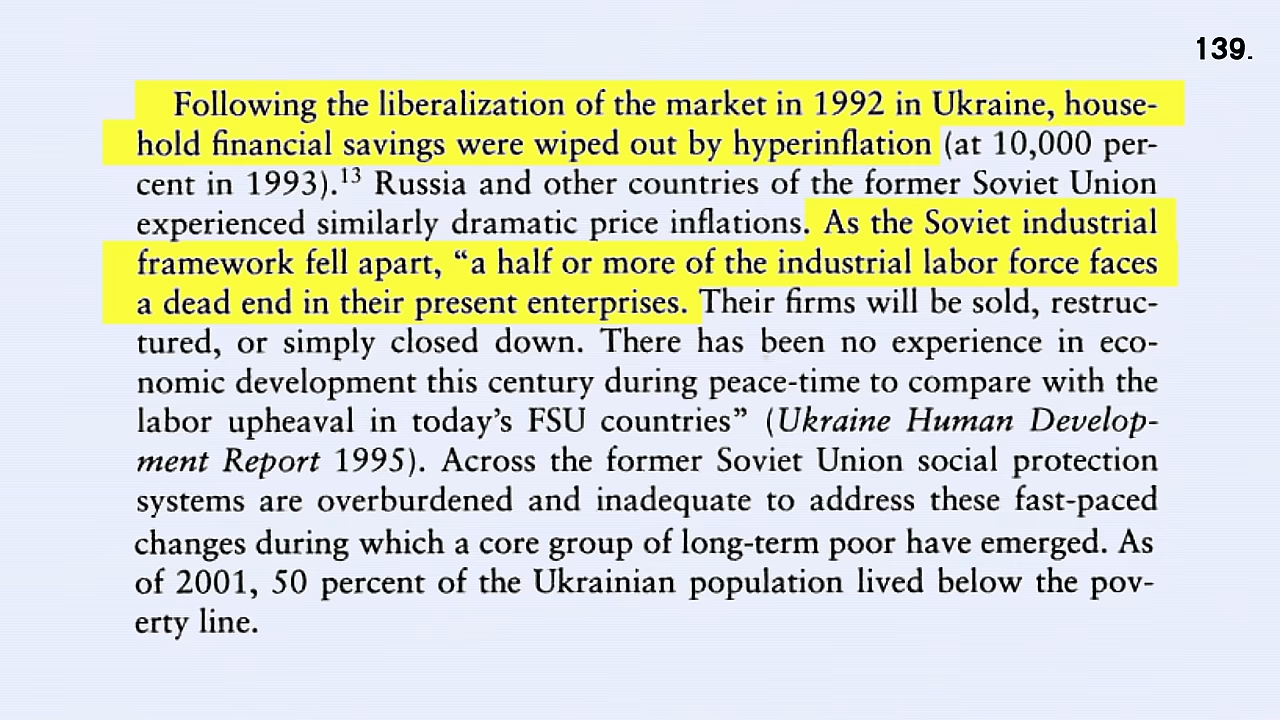 139.
Following the liberalization of the market in 1992 in Ukraine, house-
hold financial savings were wiped out by hyperinflation (at 10,000 per-
cent in 1993).¹³ Russia and other countries of the former Soviet Union
experienced similarly dramatic price inflations. As the Soviet industrial
framework fell apart, “a half or more of the industrial labor force faces
a dead end in their present enterprises. Their firms will be sold, restruc-
tured, or simply closed down. There has been no experience in eco-
nomic development this century during peace-time to compare with the
labor upheaval in today’s FSU countries” (Ukraine Human Develop-
ment Report 1995). Across the former Soviet Union social protection
systems are overburdened and inadequate to address these fast-paced
changes during which a core group of long-term poor have emerged. As
of 2001, 50 percent of the Ukrainian population lived below the pov-
erty line.